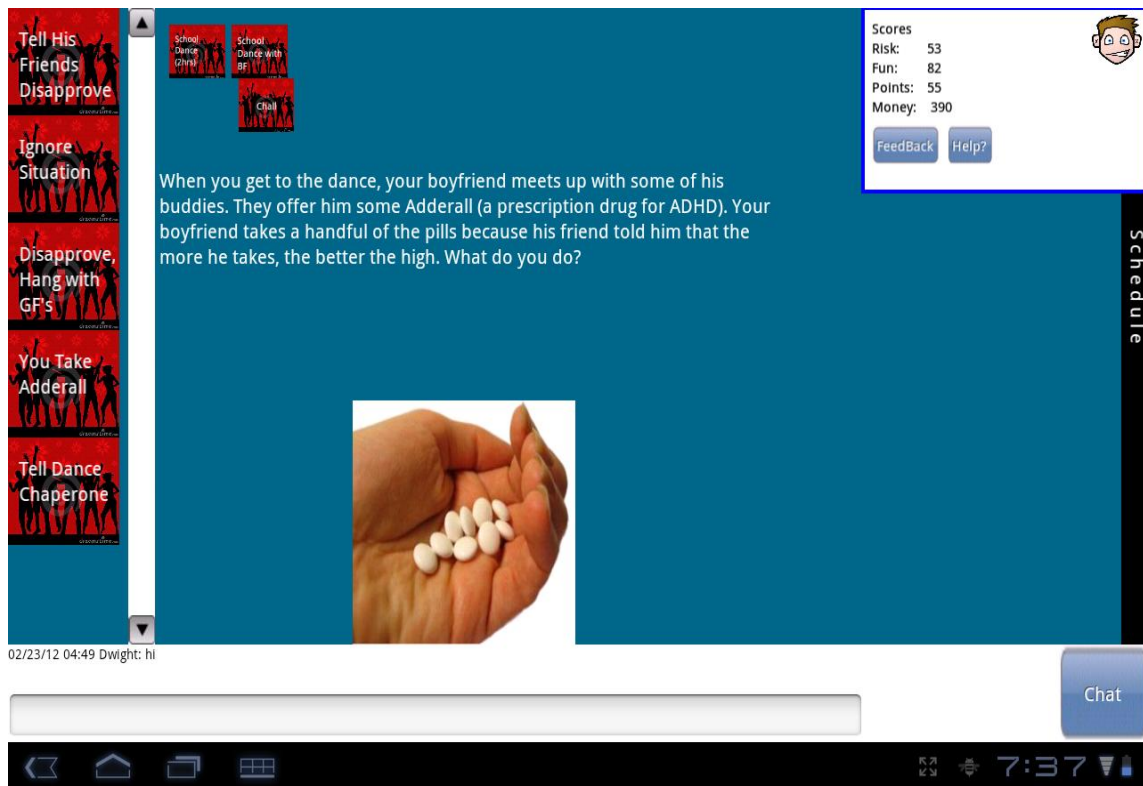 Tell His
Friends
Disapprove
Ignore
Situation
Disapprove,
Hang with
GF's
You Take
Adderall
Tell Dance
Chaperone
School
Dance
(2hrs)
School
Dance with
BF
Chall
When you get to the dance, your boyfriend meets up with some of his
buddies. They offer him some Adderall (a prescription drug for ADHD). Your
boyfriend takes a handful of the pills because his friend told him that the
more he takes, the better the high. What do you do?
Scores
Risk: 53
Fun: 82
Points: 55
Money: 390
FeedBack Help?
Schedule
02/23/12 04:49 Dwight: hi
Chat
7:37